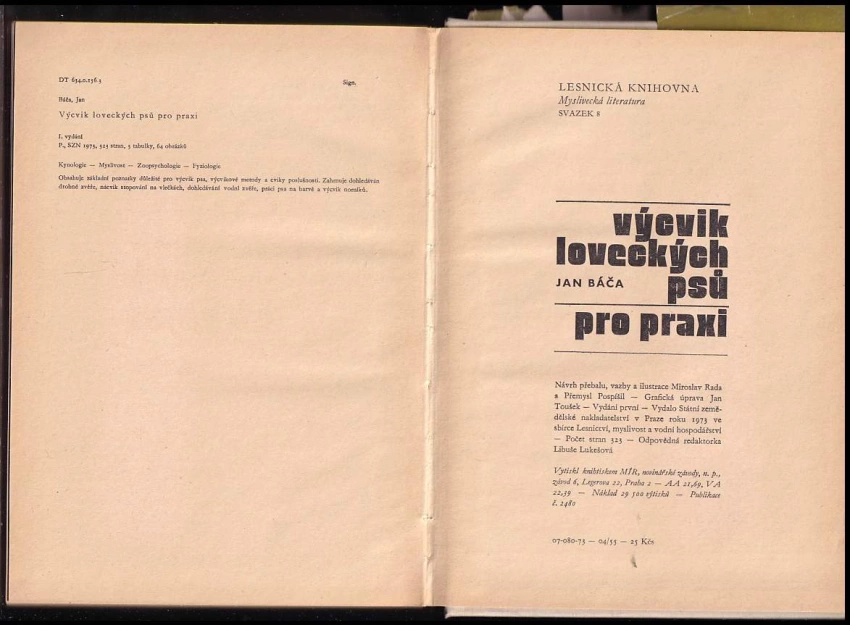 DT 634.0.156.3
Sign.
Báča, Jan
Výcvik loveckých psů pro praxi
1. vydání
P., SZN 1973, 323 stran, 5 tabulky, 64 obrázků
Kynologie — Myslivost — Zoopsychologie — Fyziologie
Obsahuje základní poznatky důležité pro výcvik psa, výcvikové metody a cviky poslušnosti. Zahrnuje dohledávání
drobné zvěře, nácvik stopování na vlečkách, dohledávání vodní zvěře, práci psa na barvě a výcvik norníků.
LESNICKÁ KNIHOVNA
Myslivecká literatura
SVAZEK 8
výcvik
loveckých
JAN BÁČA psů
pro praxi
Návrh přebalu, vazby a ilustrace Miroslav Rada
a Přemysl Pospíšil — Grafická úprava Jan
Toušek — Vydání první — Vydalo Státní země-
dělské nakladatelství v Praze roku 1973 ve
sbírce Lesnictví, myslivost a vodní hospodářství
— Počet stran 323 — Odpovědná redaktorka
Libuše Lukešová
Vytiskl knihtiskem MÍR, novinářské závody, n. p.,
závod 6, Legerova 22, Praha 2 — AA 21,69, VA
22,39 — Náklad 29 500 výtisků — Publikace
č. 2480
07-080-73 — 04/55 — 25 Kčs